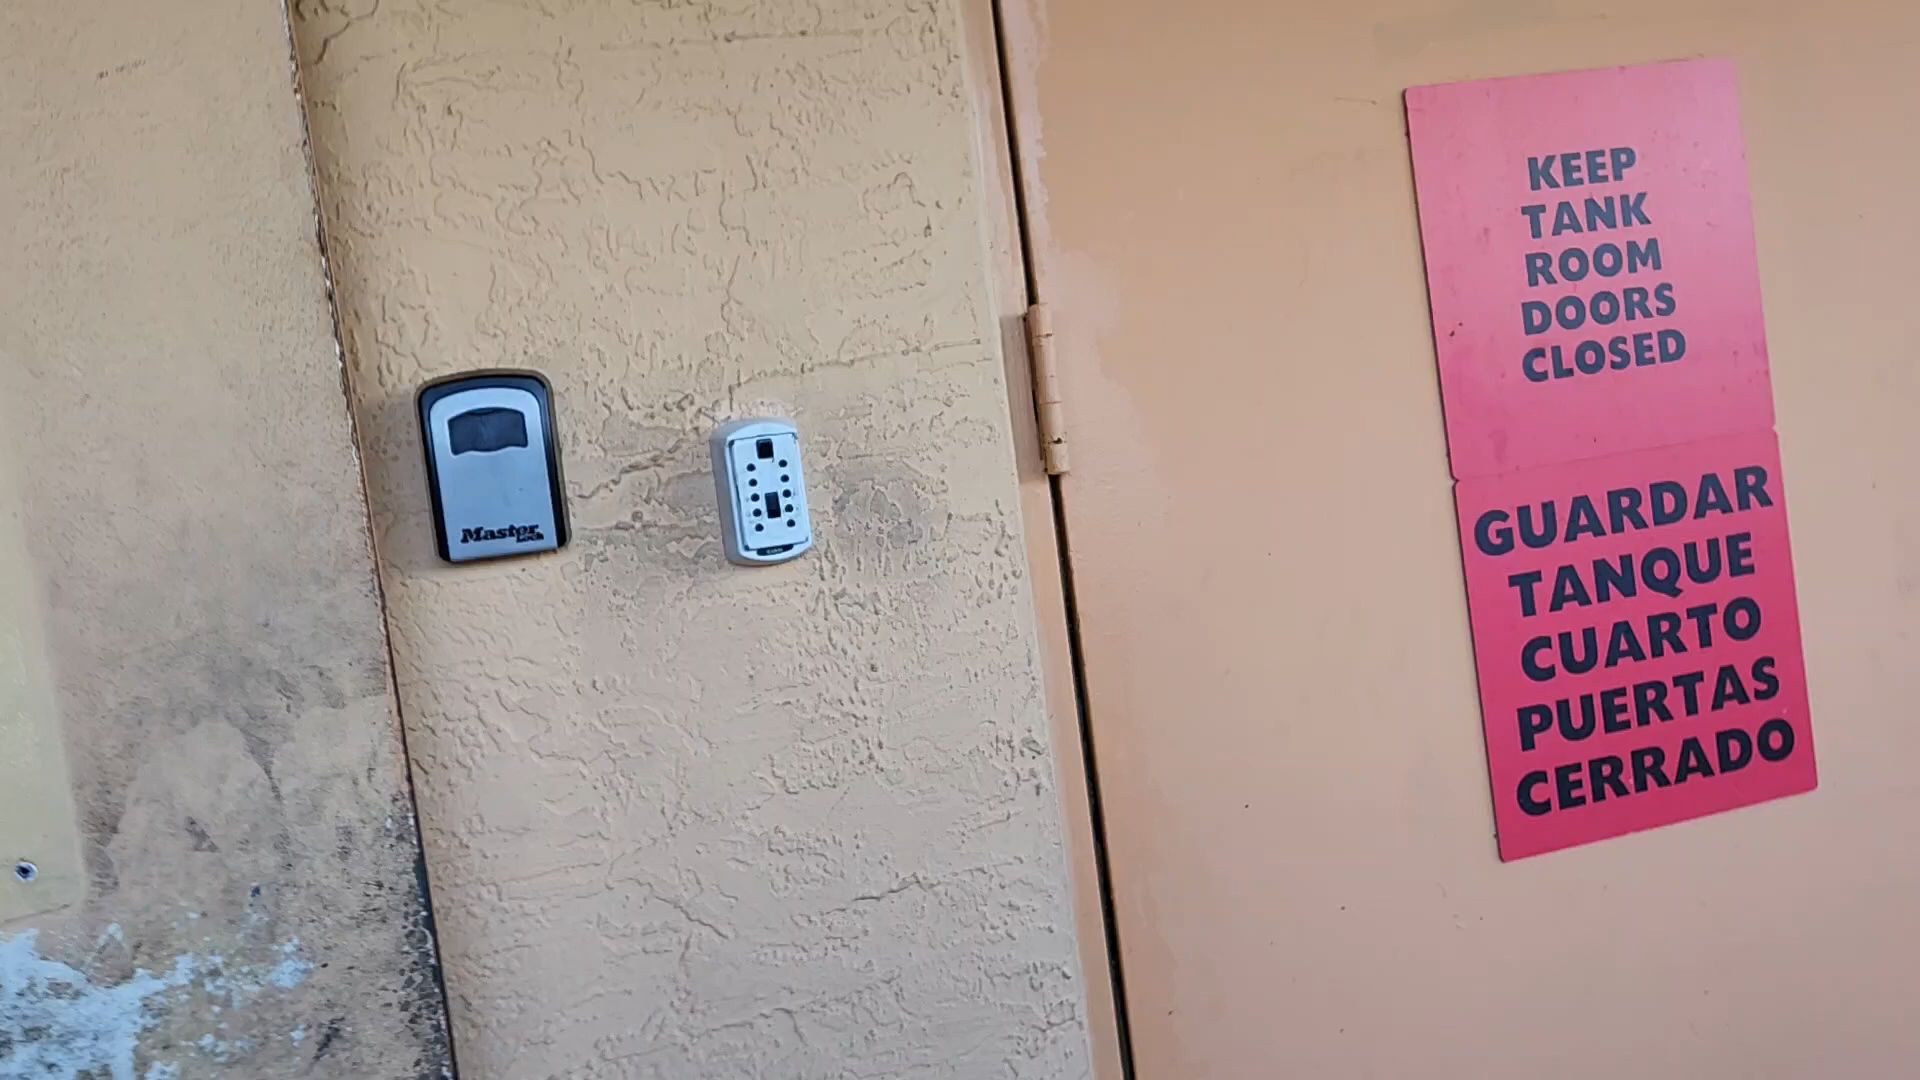 Master
Lock
KEEP
TANK
ROOM
DOORS
CLOSED
GUARDAR
TANQUE
CUARTO
PUERTAS
CERRADO